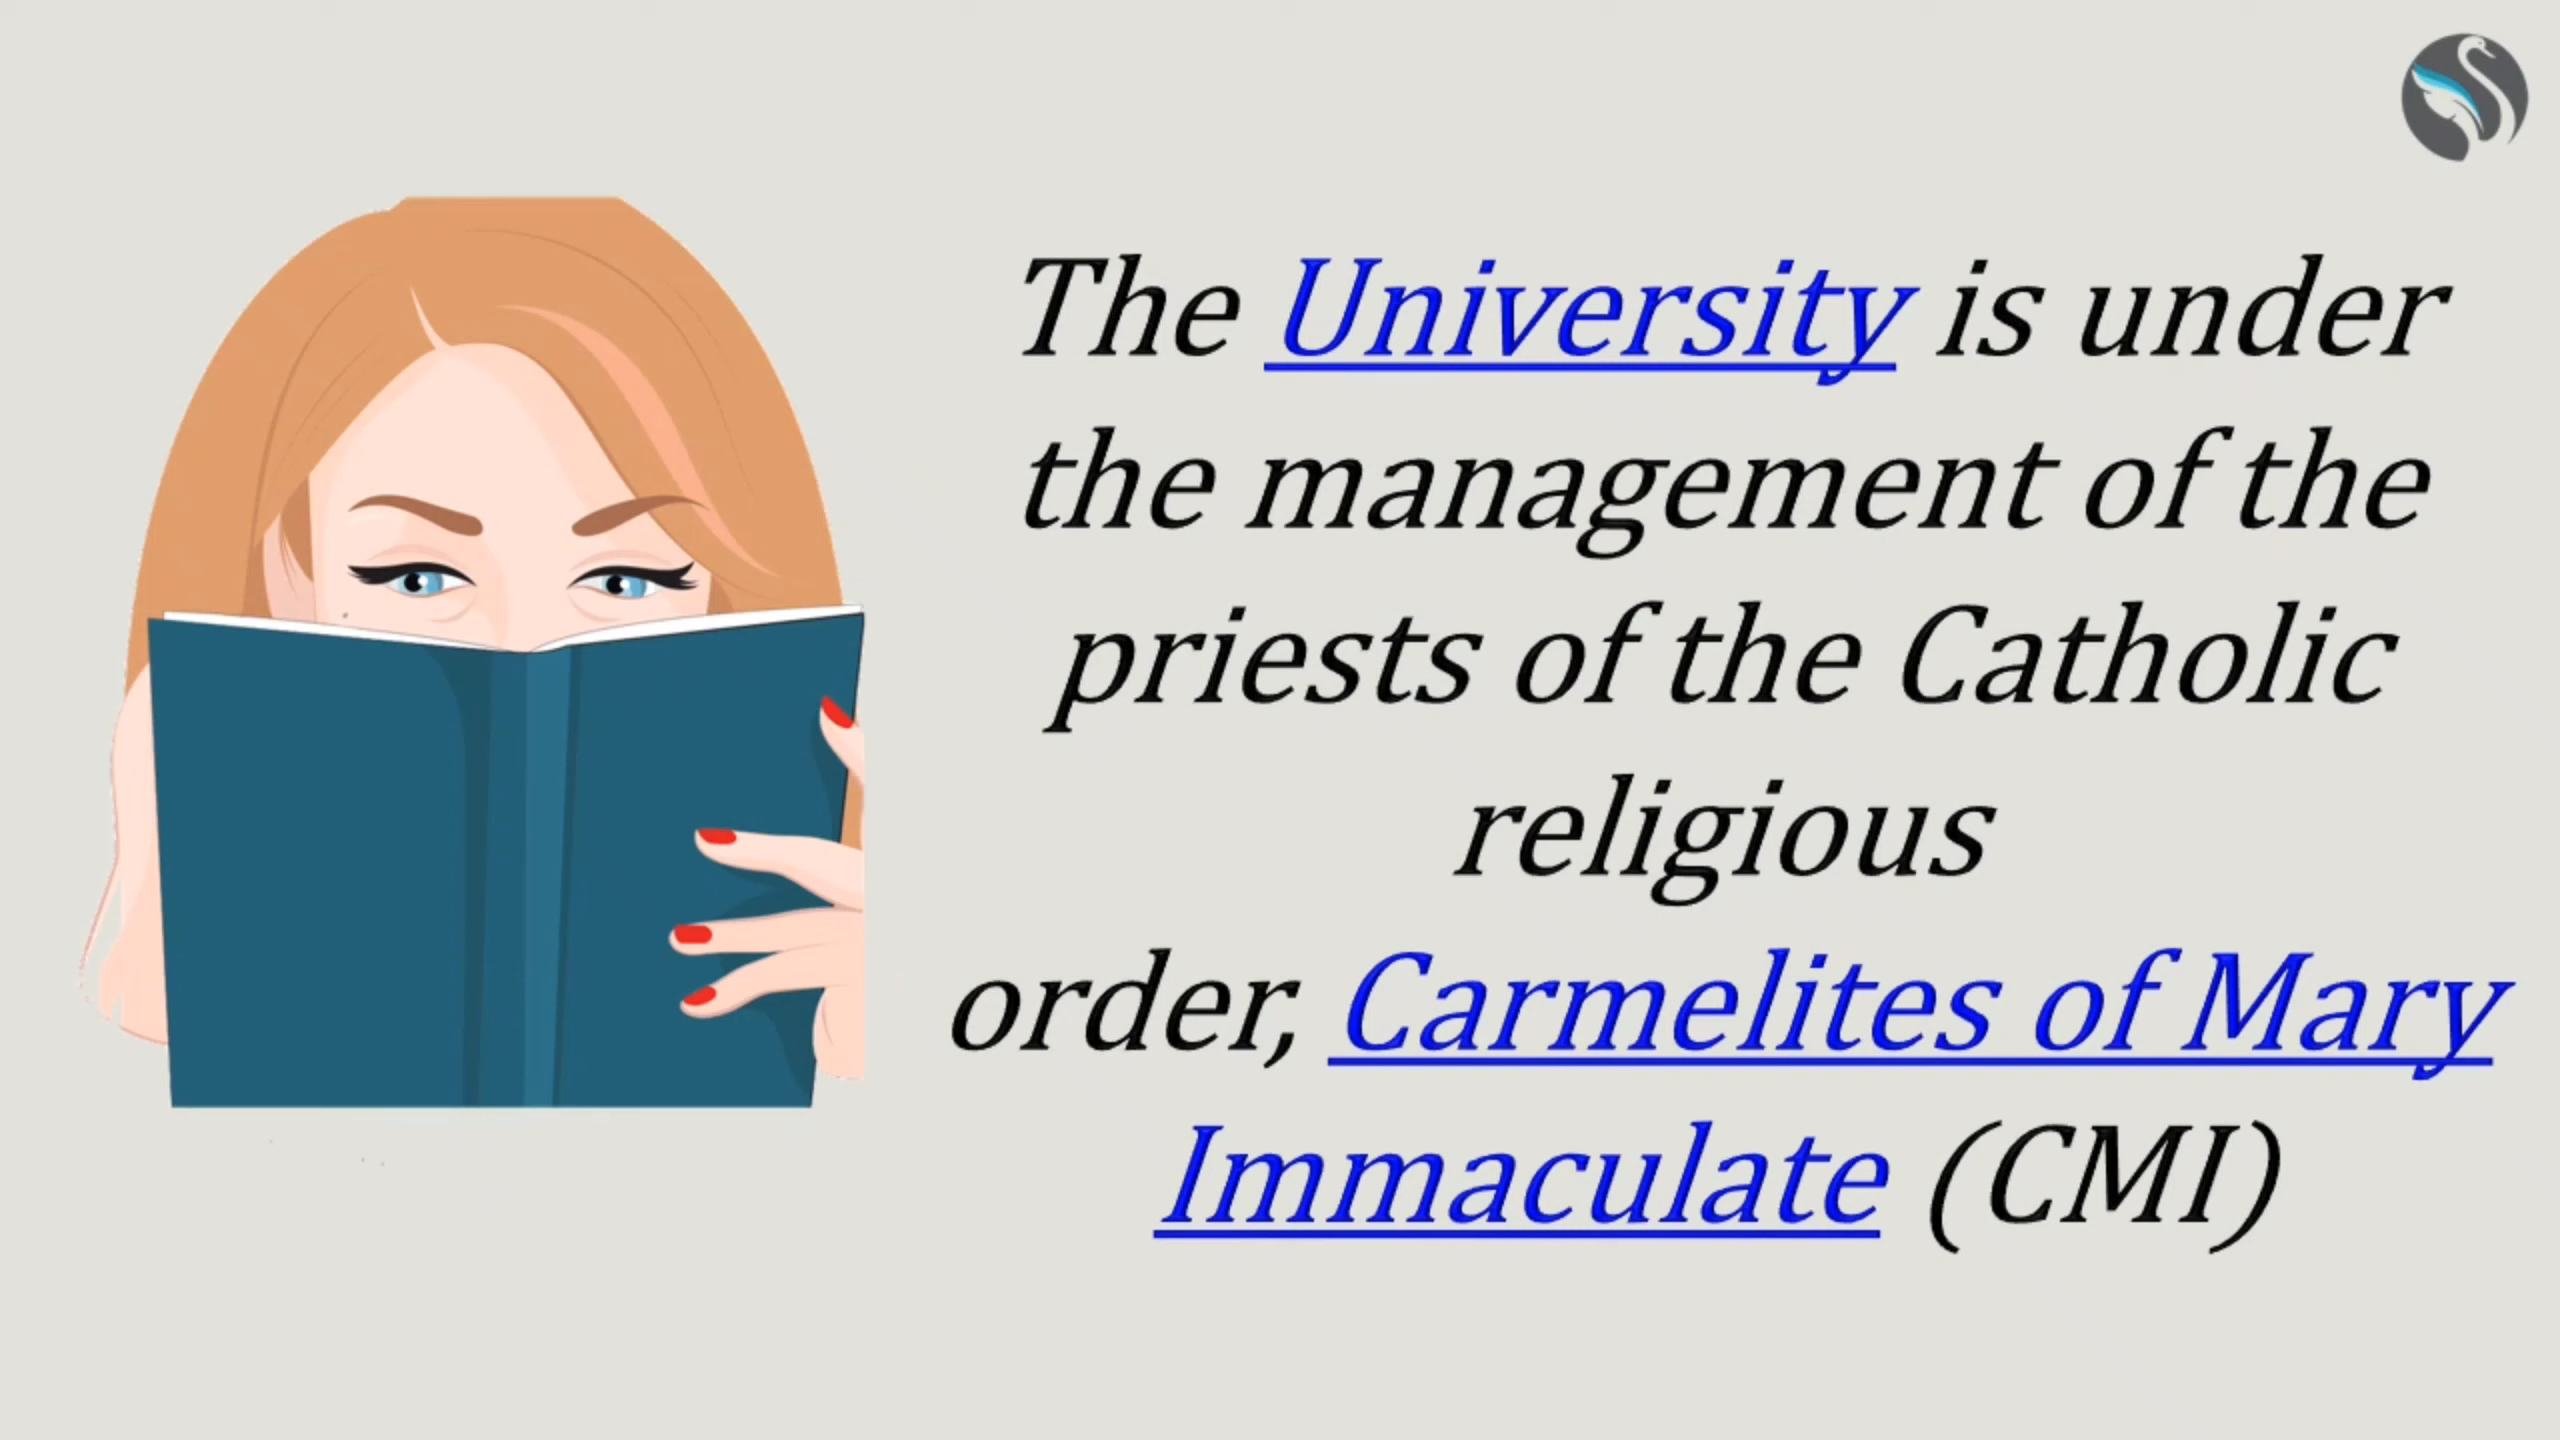 The University is under
the management of the
priests of the Catholic
religious
order, Carmelites of Mary
Immaculate (CMI)